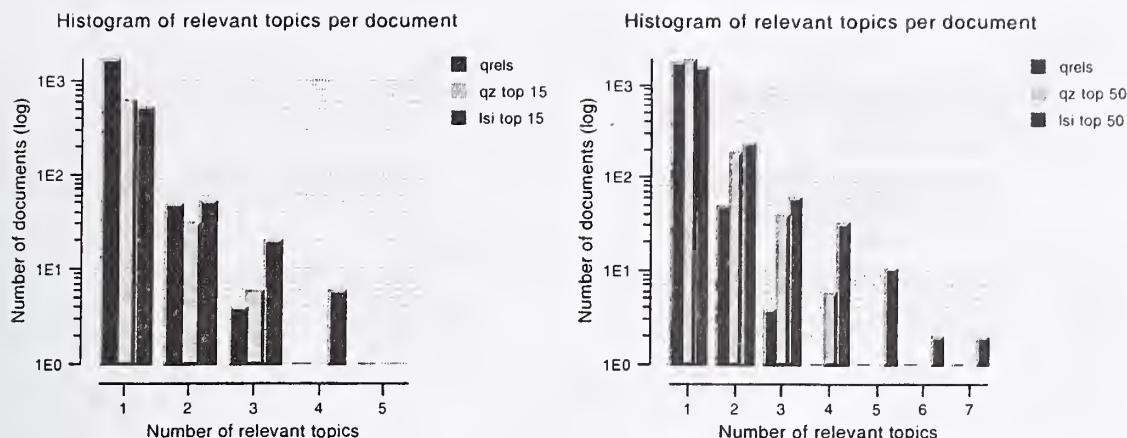 Histogram of relevant topics per document
Number of documents (log)
1E3
1E2
1E1
1E0
1 2 3 4 5
Number of relevant topics
qrels
qz top 15
lsi top 15
Histogram of relevant topics per document
Number of documents (log)
1E3
1E2
1E1
1E0
1 2 3 4 5 6 7
Number of relevant topics
qrels
qz top 50
lsi top 50